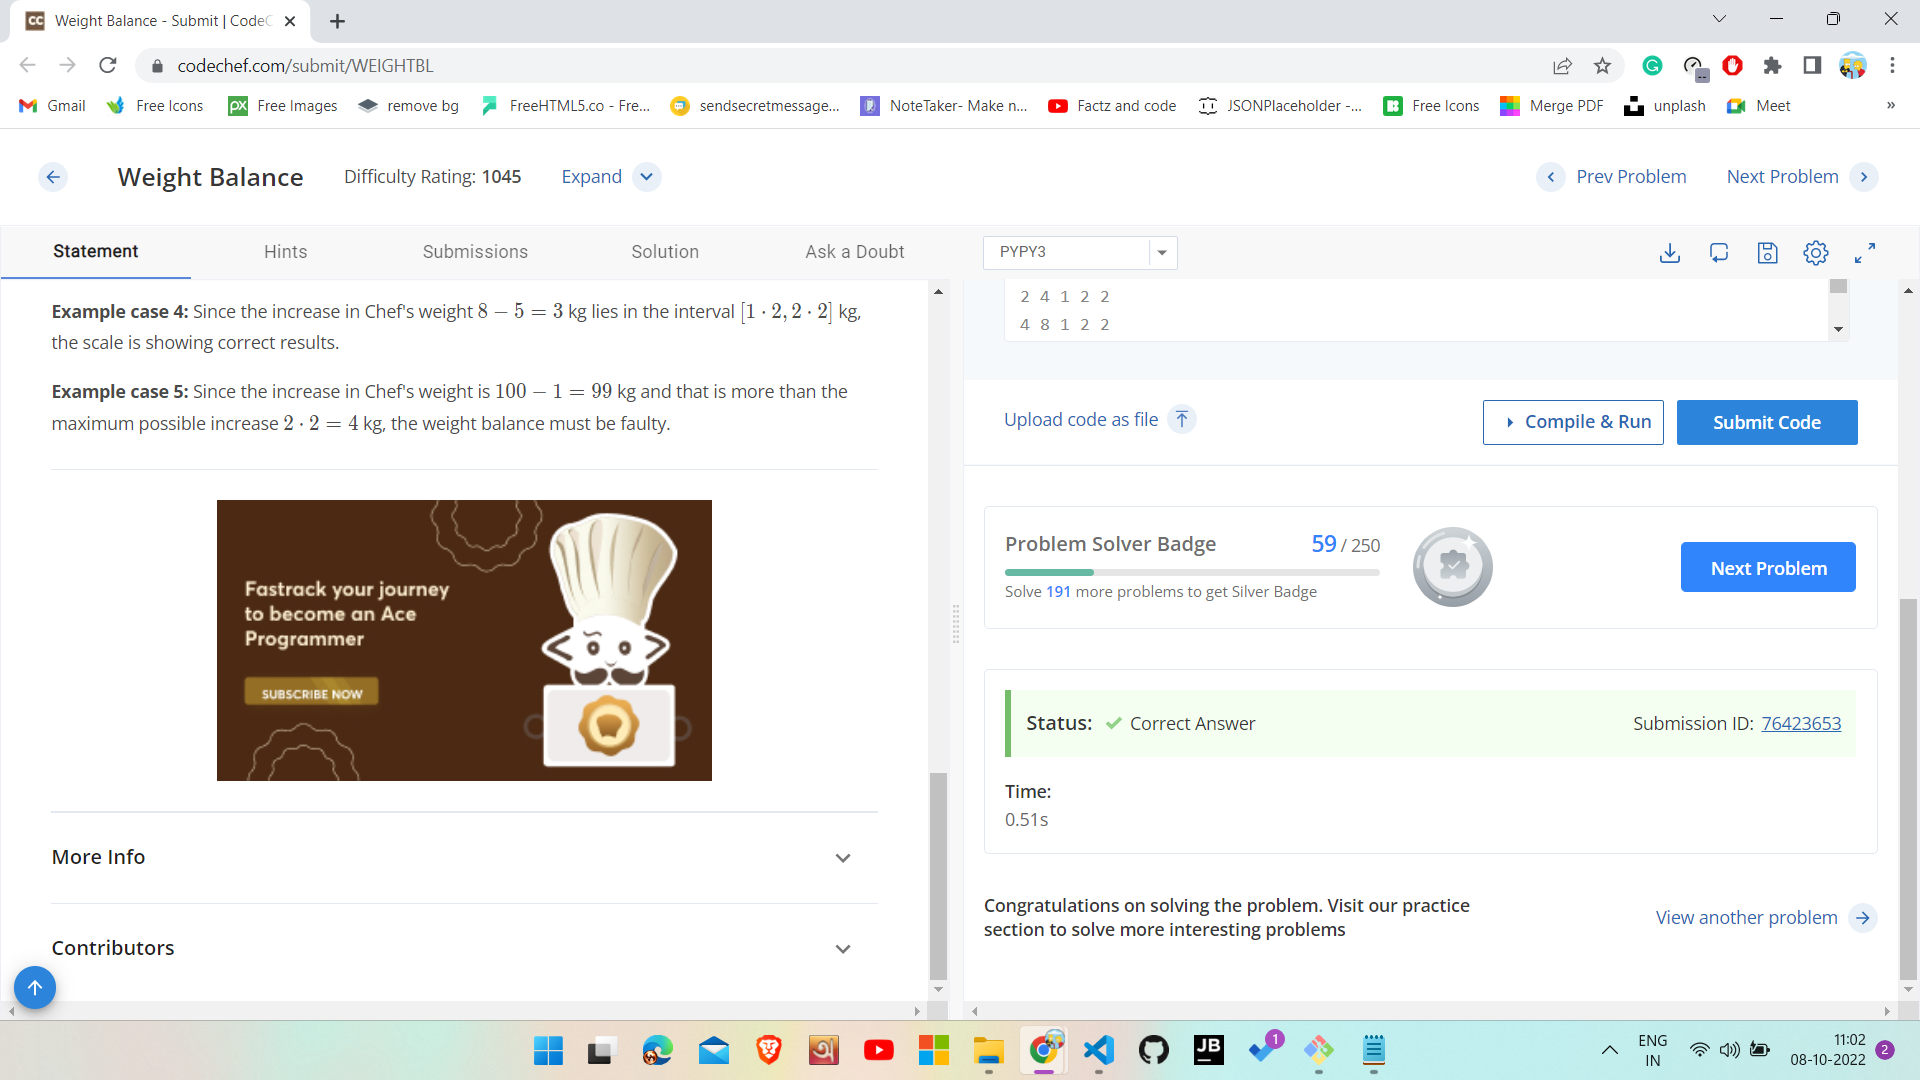 Weight Balance - Submit | CodeC
codechef.com/submit/WEIGHTBL
Gmail
Free Icons
Free Images
remove bg
FreeHTML5.co - Fre...
sendsecretmessage...
NoteTaker- Make n...
Factz and code
JSONPlaceholder -...
Free Icons
Merge PDF
unplash
Meet
»
Weight Balance
Difficulty Rating: 1045
Expand
Prev Problem
Next Problem
Statement
Hints
Submissions
Solution
Ask a Doubt
PYPY3
Example case 4: Since the increase in Chef's weight 8 − 5 = 3 kg lies in the interval [1 · 2, 2 · 2] kg,
the scale is showing correct results.
Example case 5: Since the increase in Chef's weight is 100 − 1 = 99 kg and that is more than the
maximum possible increase 2 · 2 = 4 kg, the weight balance must be faulty.
Fastrack your journey
to become an Ace
Programmer
SUBSCRIBE NOW
More Info
Contributors
2 4 1 2 2
4 8 1 2 2
Upload code as file
Compile & Run
Submit Code
Problem Solver Badge
59 / 250
Solve 191 more problems to get Silver Badge
Next Problem
Status: Correct Answer
Submission ID: 76423653
Time:
0.51s
Congratulations on solving the problem. Visit our practice
section to solve more interesting problems
View another problem
JB
1
ENG
IN
11:02
08-10-2022
2